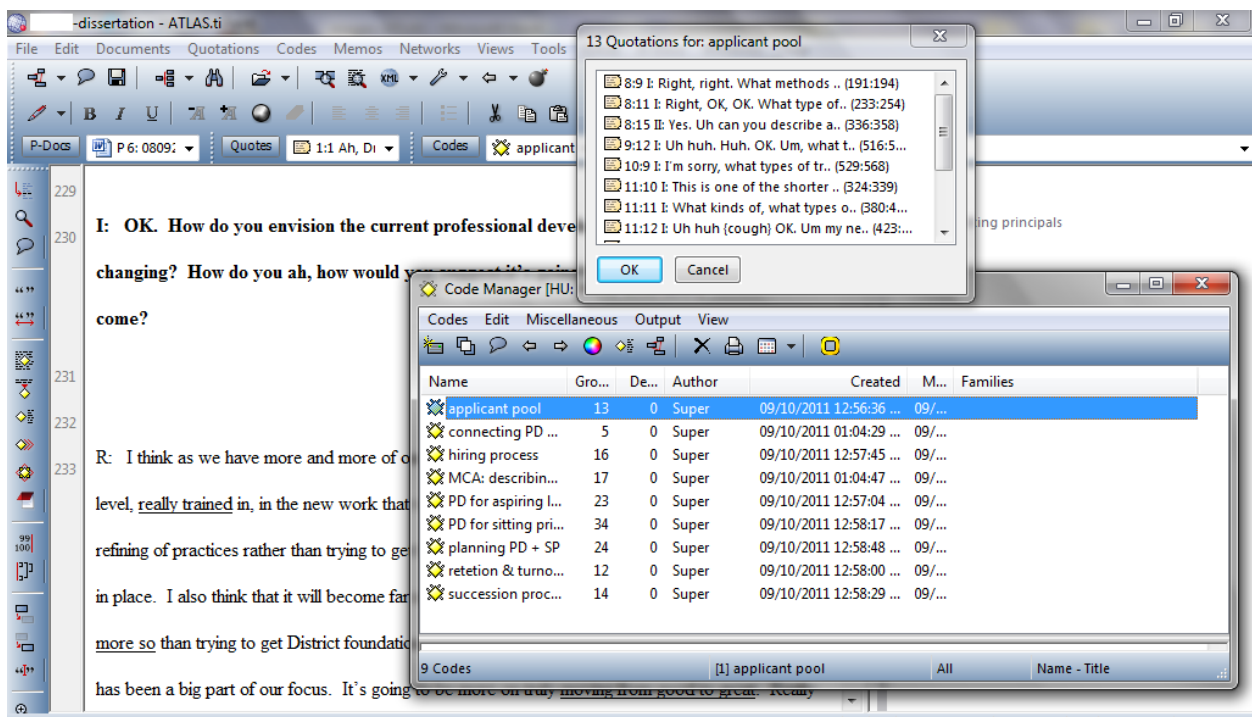 -dissertation - ATLAS.ti
File Edit Documents Quotations Codes Memos Networks Views Tools
P-Docs P 6: 08092 Quotes 1:1 Ah, Di Codes applicant
13 Quotations for: applicant pool
8:9 I: Right, right. What methods .. (191:194)
8:11 I: Right, OK, OK. What type of.. (233:254)
8:15 II: Yes. Uh can you describe a.. (336:358)
9:12 I: Uh huh. Huh. OK. Um, what t.. (516:5...
10:9 I: I'm sorry, what types of tr.. (529:568)
11:10 I: This is one of the shorter .. (324:339)
11:11 I: What kinds of, what types o.. (380:4...
11:12 I: Uh huh {cough} OK. Um my ne.. (423:...
OK Cancel
229
230
231
232
233
I: OK. How do you envision the current professional deve
changing? How do you ah, how would
come?
R: I think as we have more and more of o
level, really trained in, in the new work that
refining of practices rather than trying to ge
in place. I also think that it will become far
more so than trying to get District foundatio
has been a big part of our focus. It's going to be more on truly moving from good to great. Really
ting principals
Code Manager [HU:
Codes Edit Miscellaneous Output View
Name Gro... De... Author Created M... Families
applicant pool 13 0 Super 09/10/2011 12:56:36 ... 09/...
connecting PD ... 5 0 Super 09/10/2011 01:04:29 ... 09/...
hiring process 16 0 Super 09/10/2011 12:57:45 ... 09/...
MCA: describin... 17 0 Super 09/10/2011 01:04:47 ... 09/...
PD for aspiring l... 23 0 Super 09/10/2011 12:57:04 ... 09/...
PD for sitting pri... 34 0 Super 09/10/2011 12:58:17 ... 09/...
planning PD + SP 24 0 Super 09/10/2011 12:58:48 ... 09/...
retetion & turno... 12 0 Super 09/10/2011 12:58:00 ... 09/...
succession proc... 14 0 Super 09/10/2011 12:58:29 ... 09/...
9 Codes [1] applicant pool All Name - Title